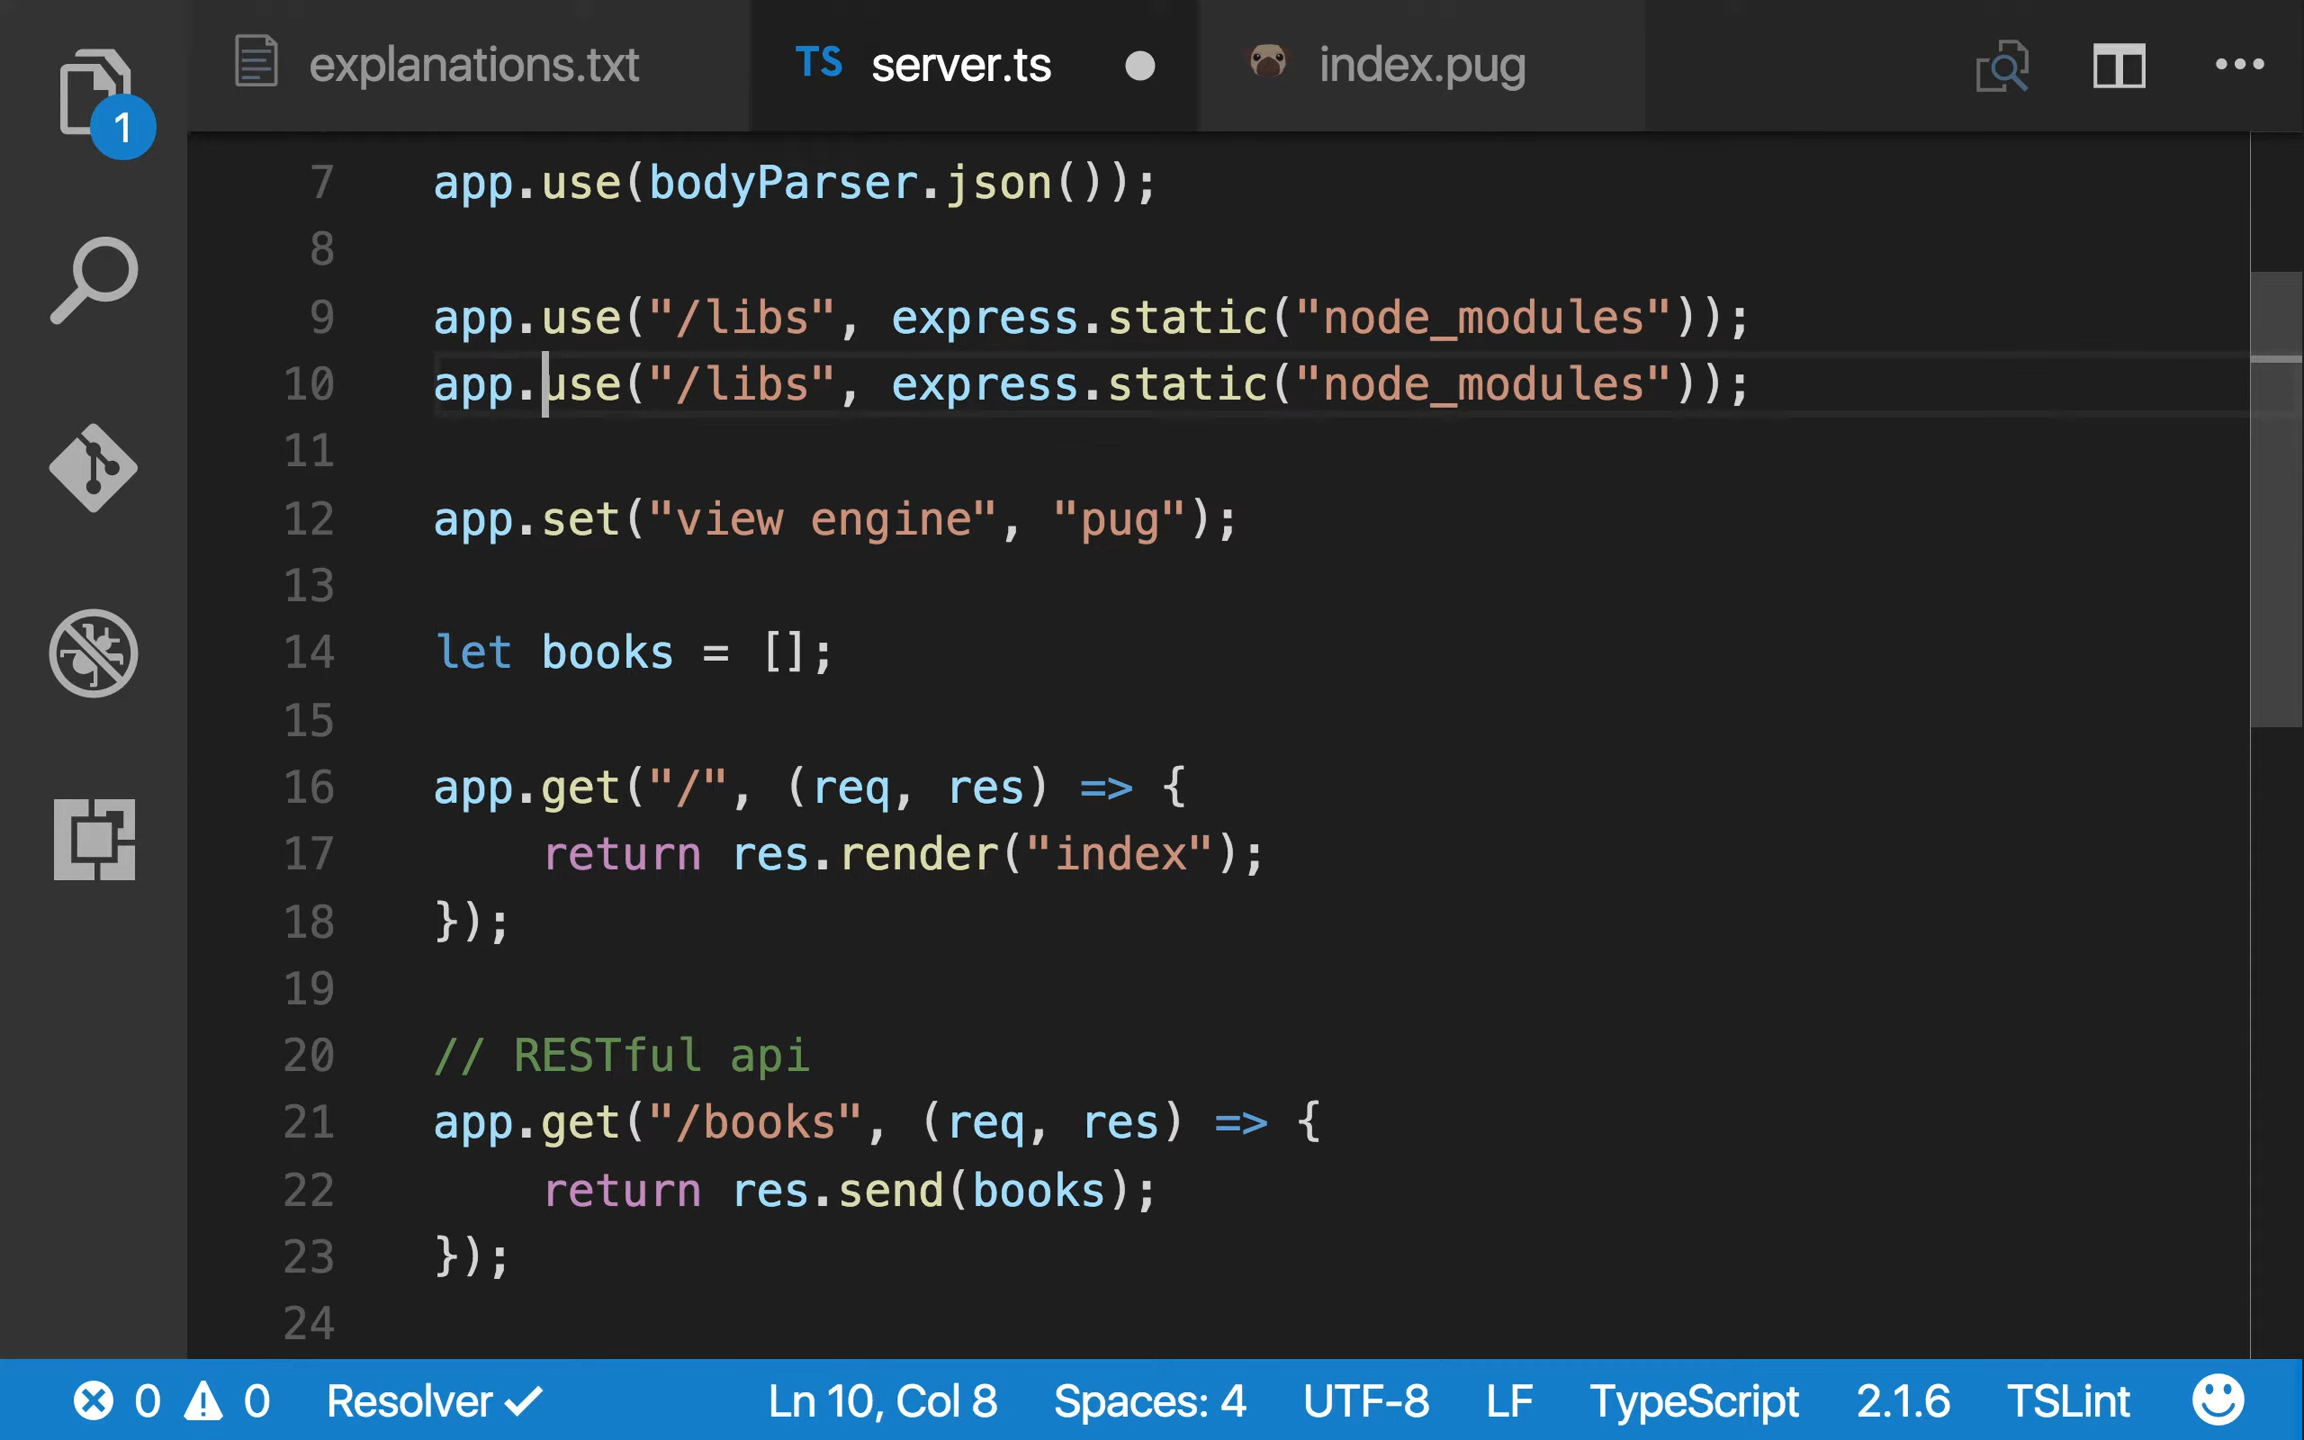 explanations.txt TS server.ts index.pug
1
7 app.use(bodyParser.json());
8
9 app.use("/libs", express.static("node_modules"));
10 app.use("/libs", express.static("node_modules"));
11
12 app.set("view engine", "pug");
13
14 let books = [];
15
16 app.get("/", (req, res) => {
17     return res.render("index");
18 });
19
20 // RESTful api
21 app.get("/books", (req, res) => {
22     return res.send(books);
23 });
24
0 0 Resolver Ln 10, Col 8 Spaces: 4 UTF-8 LF TypeScript 2.1.6 TSLint